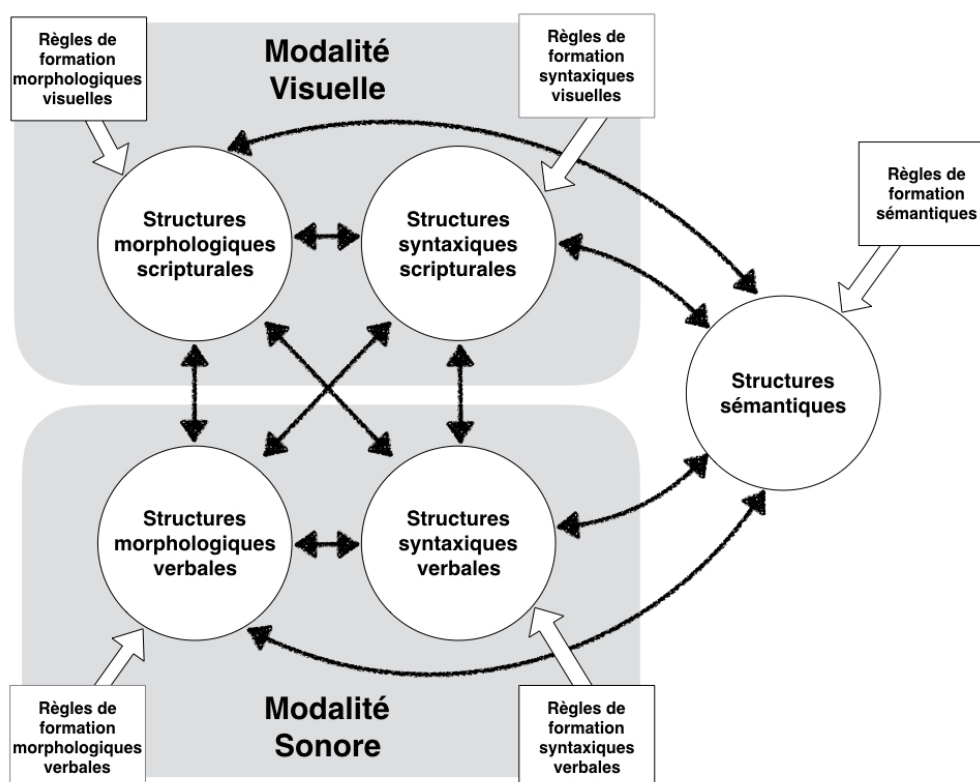 Règles de
formation
morphologiques
visuelles
Modalité
Visuelle
Règles de
formation
syntaxiques
visuelles
Règles de
formation
sémantiques
Structures
morphologiques
scripturales
Structures
syntaxiques
scripturales
Structures
sémantiques
Structures
morphologiques
verbales
Structures
syntaxiques
verbales
Règles de
formation
morphologiques
verbales
Modalité
Sonore
Règles de
formation
syntaxiques
verbales